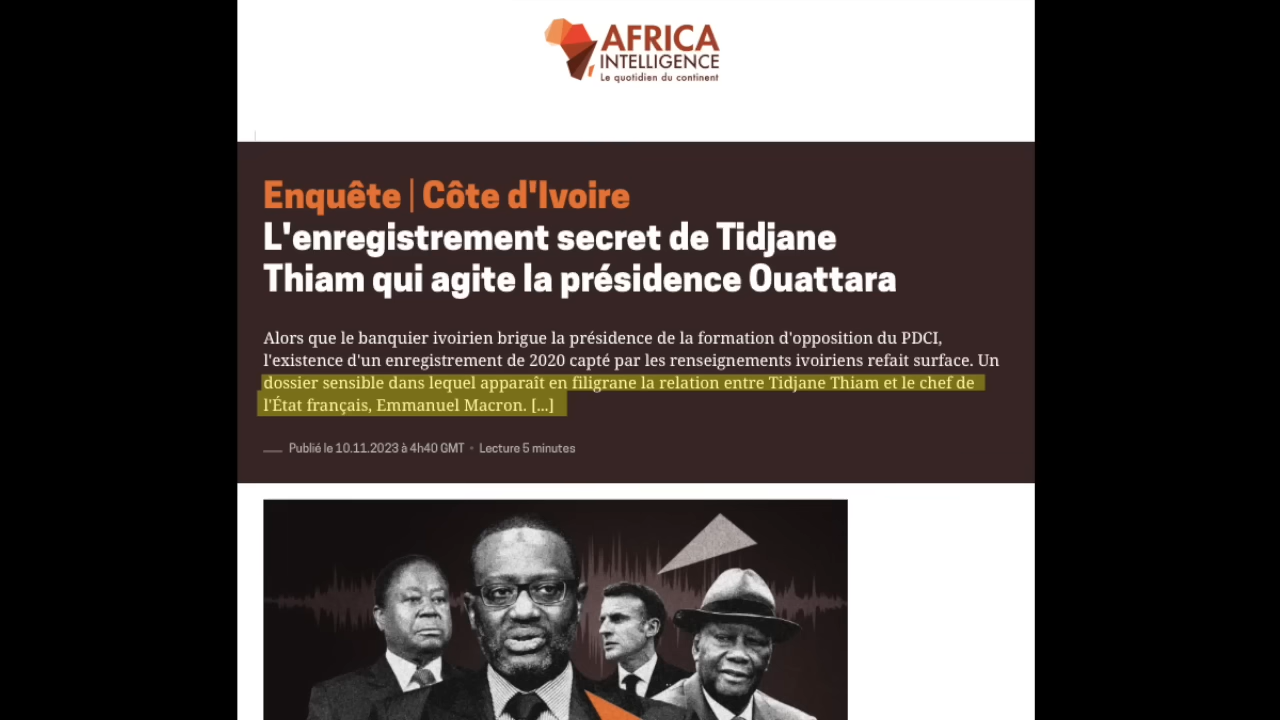 AFRICA
INTELLIGENCE
Le quotidien du continent
Enquête | Côte d'Ivoire
L'enregistrement secret de Tidjane
Thiam qui agite la présidence Ouattara
Alors que le banquier ivoirien brigue la présidence de la formation d'opposition du PDCI,
l'existence d'un enregistrement de 2020 capté par les renseignements ivoiriens refait surface. Un
dossier sensible dans lequel apparaît en filigrane la relation entre Tidjane Thiam et le chef de
l'État français, Emmanuel Macron. [...]
Publié le 10.11.2023 à 4h40 GMT • Lecture 5 minutes